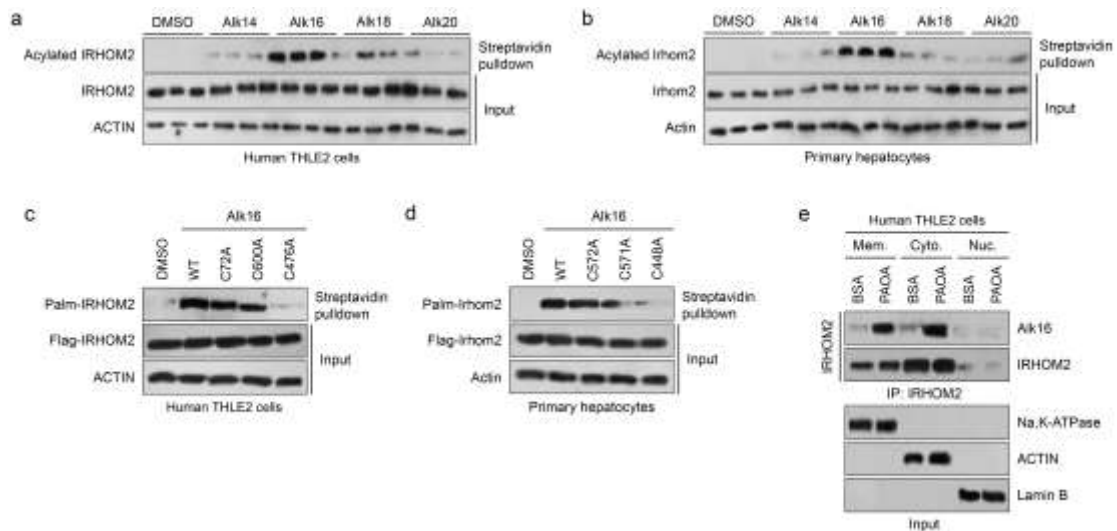 a
DMSO Alk14 Alk16 Alk18 Alk20
Acylated IRHOM2
Streptavidin
pulldown
IRHOM2
Input
ACTIN
Human THLE2 cells
b
DMSO Alk14 Alk16 Alk18 Alk20
Acylated Irhom2
Streptavidin
pulldown
Irhom2
Input
Actin
Primary hepatocytes
c
Alk16
DMSO WT C72A C600A C476A
Palm-IRHOM2
Streptavidin
pulldown
Flag-IRHOM2
Input
ACTIN
Human THLE2 cells
d
Alk16
DMSO WT C572A C571A C448A
Palm-Irhom2
Streptavidin
pulldown
Flag-Irhom2
Input
Actin
Primary hepatocytes
e
Human THLE2 cells
Mem. Cyto. Nuc.
BSA PAOA BSA PAOA BSA PAOA
IRHOM2
Alk16
IRHOM2
IP: IRHOM2
Na,K-ATPase
ACTIN
Lamin B
Input